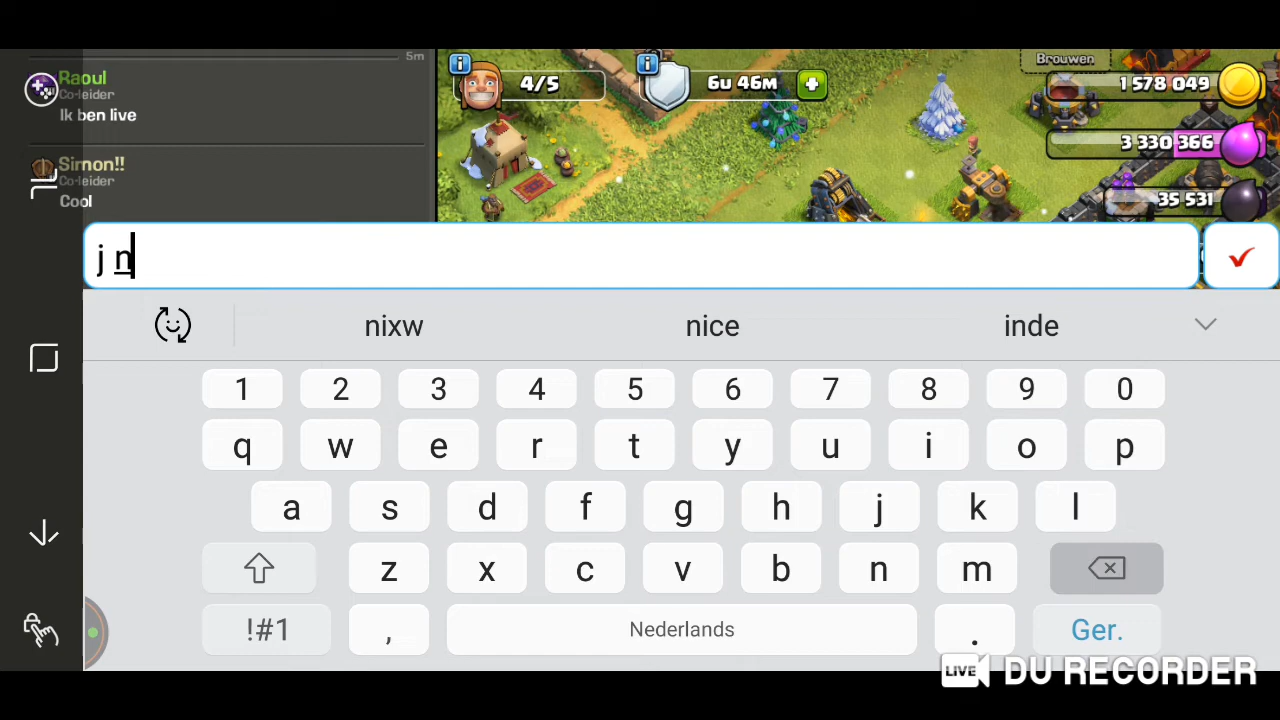 5m
Raoul
Co-leider
Ik ben live
Simon!!
Co-leider
Cool
4/5
6u 46m
Brouwen
1 578 049
3 330 366
35 531
j n
nixw nice inde
1 2 3 4 5 6 7 8 9 0
q w e r t y u i o p
a s d f g h j k l
z x c v b n m
!#1 , Nederlands . Ger.
LIVE DU RECORDER